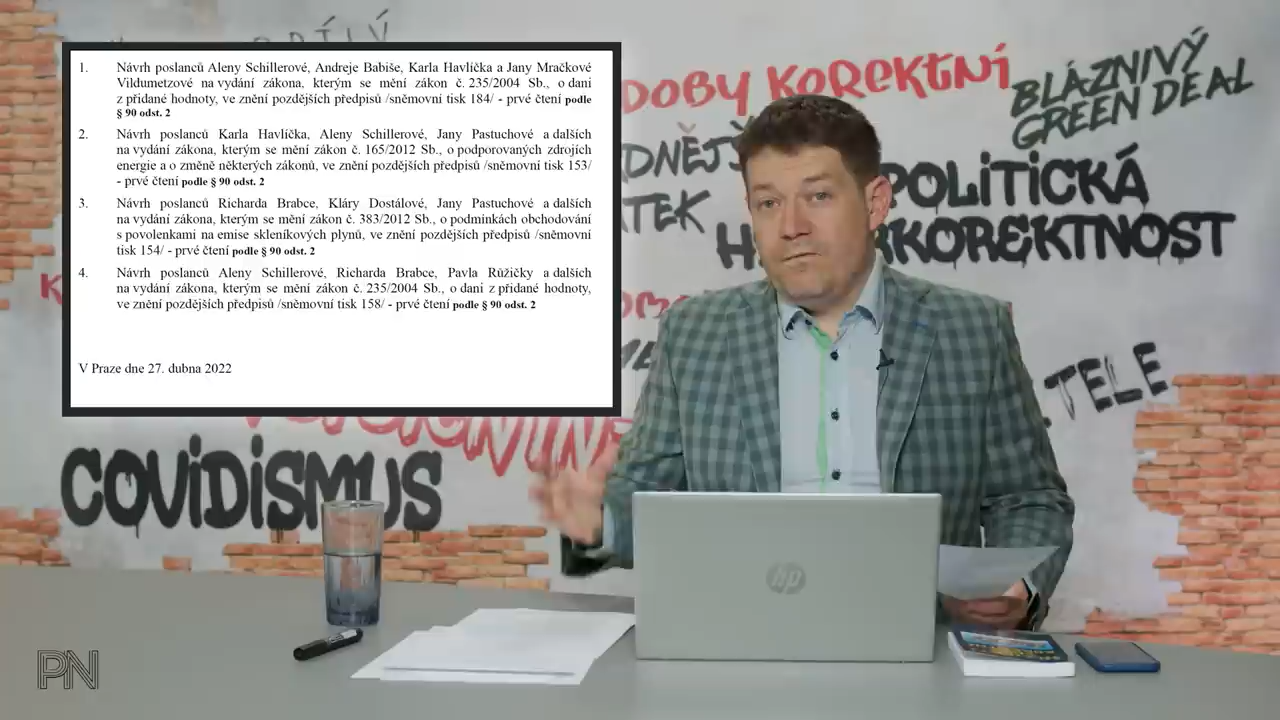 1. Návrh poslanců Aleny Schillerové, Andreje Babiše, Karla Havlíčka a Jany Mračkové
Vildumetzové na vydání zákona, kterým se mění zákon č. 235/2004 Sb., o dani
z přidané hodnoty, ve znění pozdějších předpisů /sněmovní tisk 184/ - prvé čtení podle
§ 90 odst. 2
2. Návrh poslanců Karla Havlíčka, Aleny Schillerové, Jany Pastuchové a dalších
na vydání zákona, kterým se mění zákon č. 165/2012 Sb., o podporovaných zdrojích
energie a o změně některých zákonů, ve znění pozdějších předpisů /sněmovní tisk 153/
- prvé čtení podle § 90 odst. 2
3. Návrh poslanců Richarda Brabce, Kláry Dostálové, Jany Pastuchové a dalších
na vydání zákona, kterým se mění zákon č. 383/2012 Sb., o podmínkách obchodování
s povolenkami na emise skleníkových plynů, ve znění pozdějších předpisů /sněmovní
tisk 154/ - prvé čtení podle § 90 odst. 2
4. Návrh poslanců Aleny Schillerové, Richarda Brabce, Pavla Růžičky a dalších
na vydání zákona, kterým se mění zákon č. 235/2004 Sb., o dani z přidané hodnoty,
ve znění pozdějších předpisů /sněmovní tisk 158/ - prvé čtení podle § 90 odst. 2
V Praze dne 27. dubna 2022
DOBY KOREKTNÍ
BLÁZNIVÝ
GREEN DEAL
POLITICKÁ
KOREKTNOST
TELE
COVIDISMUS
hp
PN